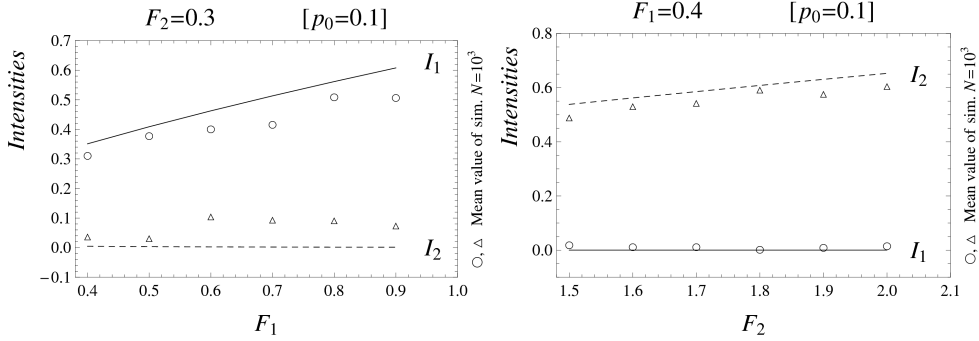 F₂=0.3 [p₀=0.1]
Intensities
0.7
0.6
0.5
0.4
0.3
0.2
0.1
0.0
−0.1
I₁
I₂
0.4 0.5 0.6 0.7 0.8 0.9 1.0
F₁
○, △ Mean value of sim. N=10³
F₁=0.4 [p₀=0.1]
Intensities
0.8
0.6
0.4
0.2
0.0
I₂
I₁
1.5 1.6 1.7 1.8 1.9 2.0 2.1
F₂
○, △ Mean value of sim. N=10³